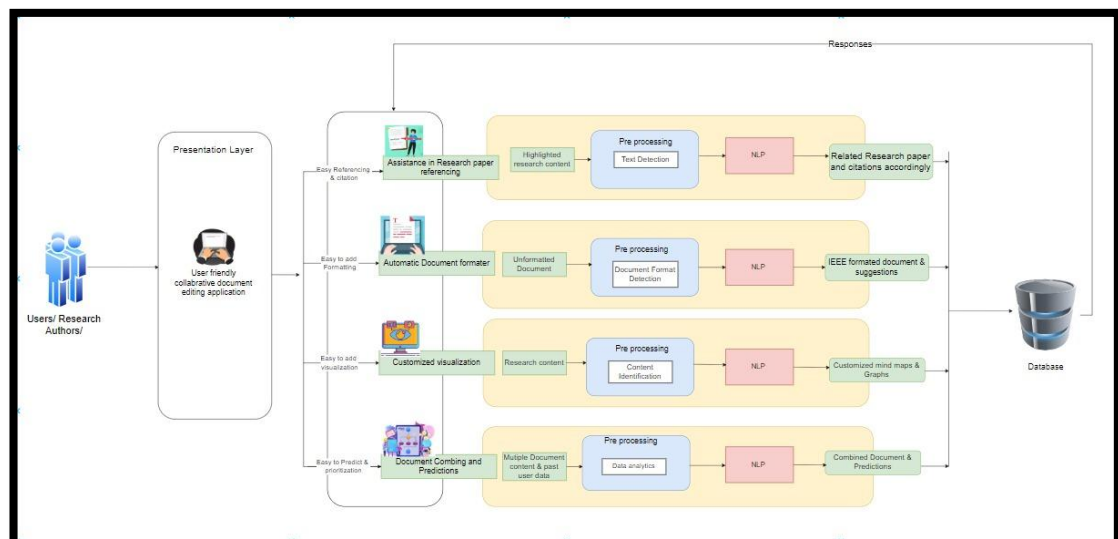 Responses
Presentation Layer
User friendly
collabrative document
editing application
Users/ Research
Authors/
Easy Referencing
& citation
Assistance in Research paper
referencing
Highlighted
research content
Pre processing
Text Detection
NLP
Related Research paper
and citations accordingly
Easy to add
Formatting
Automatic Document formater
Unformatted
Document
Pre processing
Document Format
Detection
NLP
IEEE formated document &
suggestions
Easy to add
visualization
Customized visualization
Research content
Pre processing
Content
Identification
NLP
Customized mind maps &
Graphs
Easy to Predict &
prioritization
Document Combing and
Predictions
Mutiple Document
content & past
user data
Pre processing
Data analytics
NLP
Combined Document &
Predictions
Database